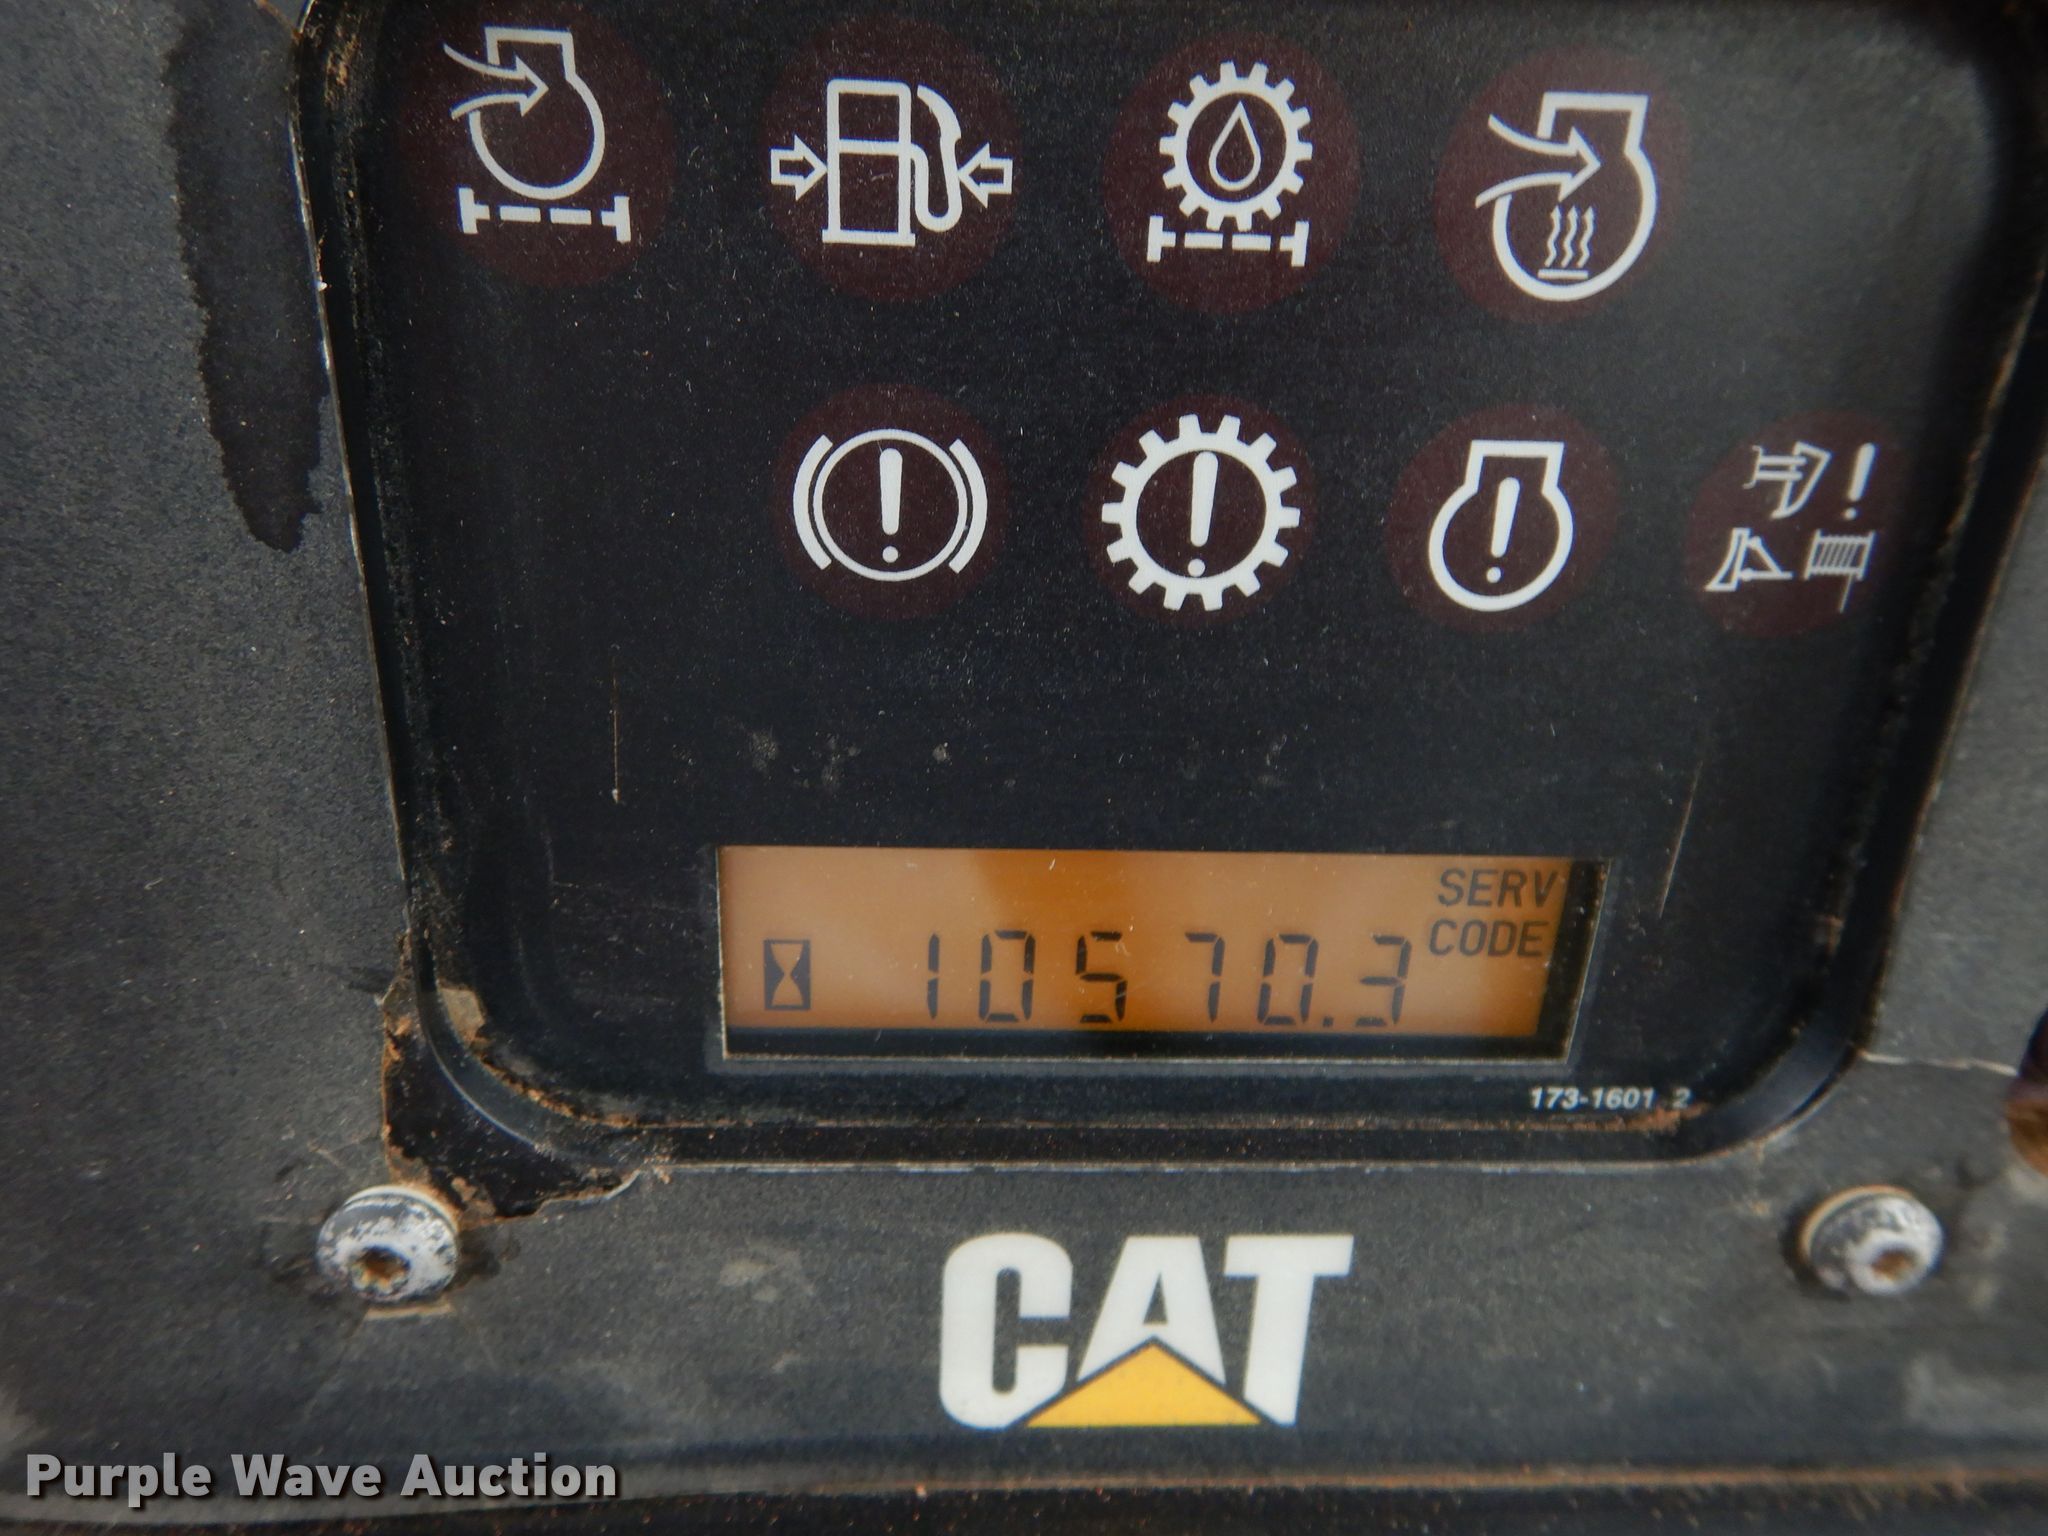 SERV
CODE
10570.3
173-1601 2
CAT
Purple Wave Auction